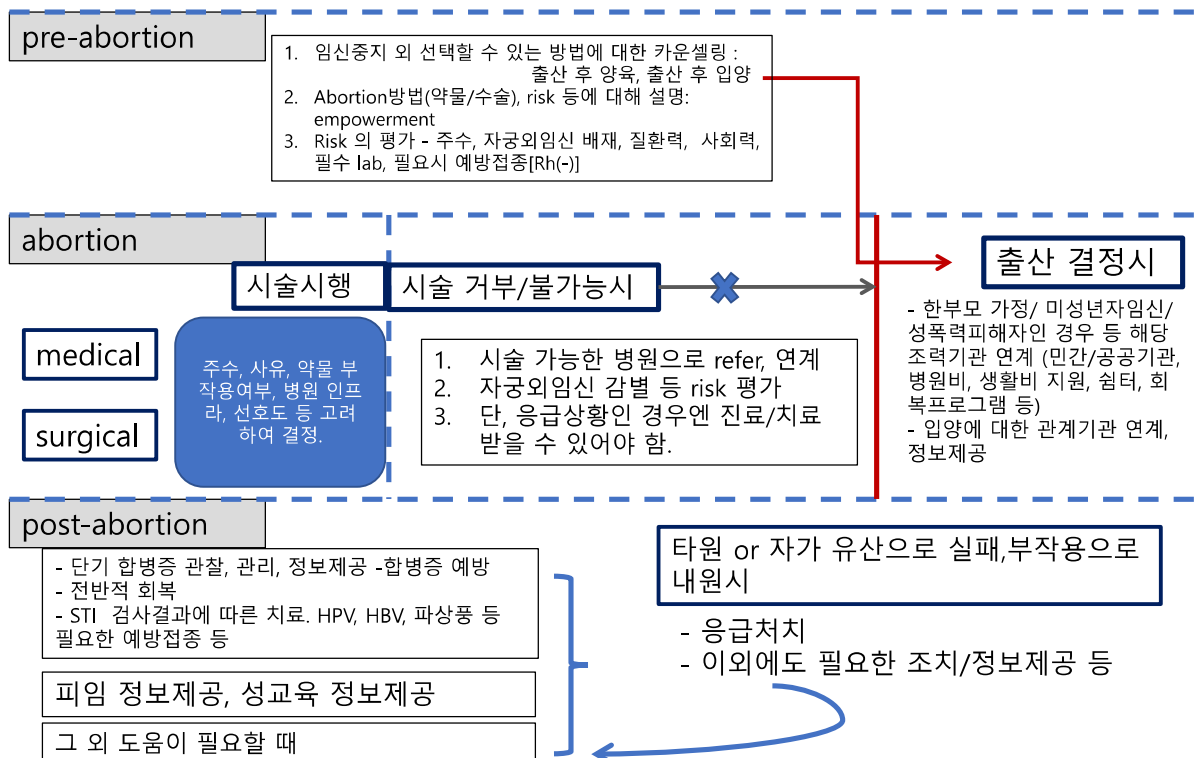 pre-abortion
1. 임신중지 외 선택할 수 있는 방법에 대한 카운셀링 :
출산 후 양육, 출산 후 입양
2. Abortion방법(약물/수술), risk 등에 대해 설명:
empowerment
3. Risk 의 평가 - 주수, 자궁외임신 배재, 질환력, 사회력,
필수 lab, 필요시 예방접종[Rh(-)]
abortion
시술시행
시술 거부/불가능시
출산 결정시
medical
surgical
주수, 사유, 약물 부
작용여부, 병원 인프
라, 선호도 등 고려
하여 결정.
1. 시술 가능한 병원으로 refer, 연계
2. 자궁외임신 감별 등 risk 평가
3. 단, 응급상황인 경우엔 진료/치료
받을 수 있어야 함.
- 한부모 가정/ 미성년자임신/
성폭력피해자인 경우 등 해당
조력기관 연계 (민간/공공기관,
병원비, 생활비 지원, 쉼터, 회
복프로그램 등)
- 입양에 대한 관계기관 연계,
정보제공
post-abortion
- 단기 합병증 관찰, 관리, 정보제공 -합병증 예방
- 전반적 회복
- STI 검사결과에 따른 치료. HPV, HBV, 파상풍 등
필요한 예방접종 등
피임 정보제공, 성교육 정보제공
그 외 도움이 필요할 때
타원 or 자가 유산으로 실패,부작용으로
내원시
- 응급처치
- 이외에도 필요한 조치/정보제공 등